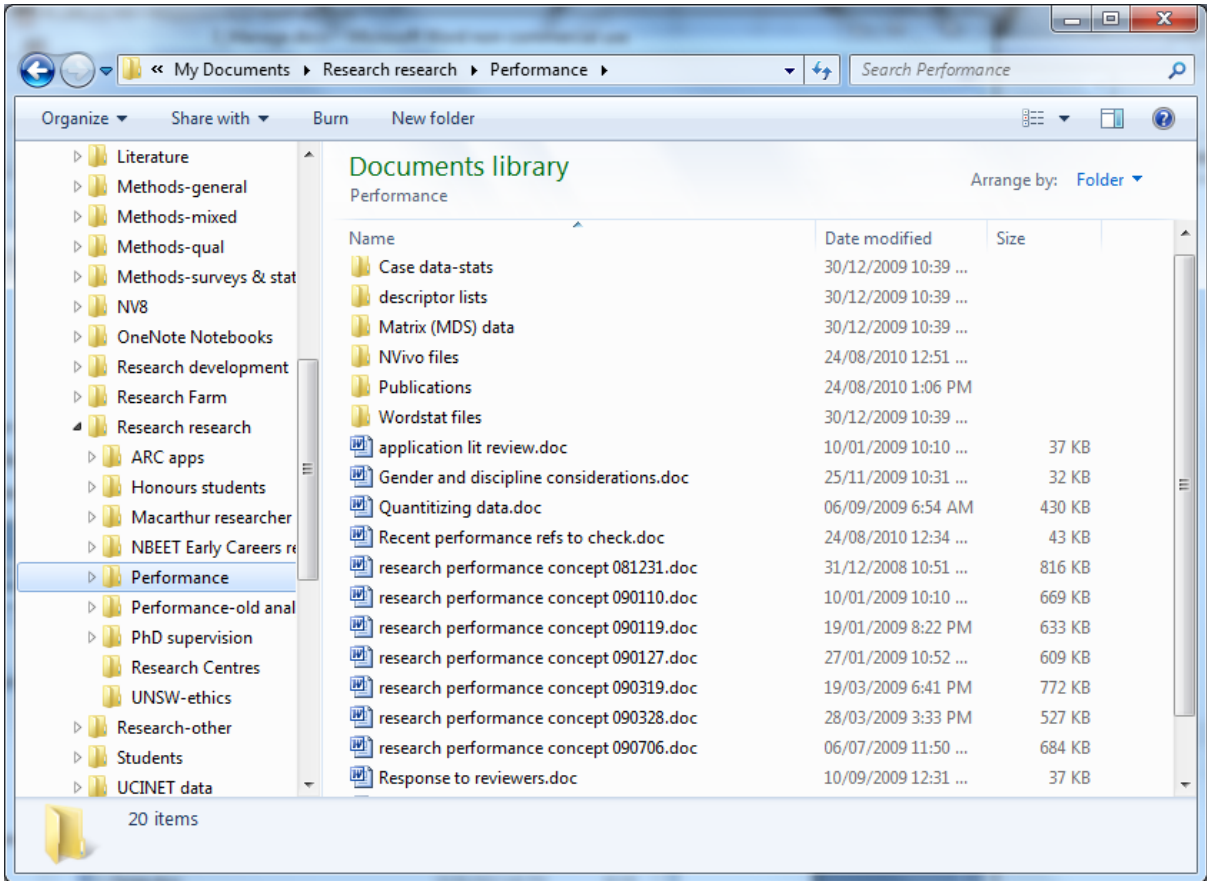 « My Documents ▸ Research research ▸ Performance ▸
Search Performance
Organize ▼ Share with ▼ Burn New folder
Literature
Methods-general
Methods-mixed
Methods-qual
Methods-surveys & stat
NV8
OneNote Notebooks
Research development
Research Farm
Research research
ARC apps
Honours students
Macarthur researcher
NBEET Early Careers re
Performance
Performance-old anal
PhD supervision
Research Centres
UNSW-ethics
Research-other
Students
UCINET data
Documents library
Performance
Arrange by: Folder ▼
Name Date modified Size
Case data-stats 30/12/2009 10:39 ...
descriptor lists 30/12/2009 10:39 ...
Matrix (MDS) data 30/12/2009 10:39 ...
NVivo files 24/08/2010 12:51 ...
Publications 24/08/2010 1:06 PM
Wordstat files 30/12/2009 10:39 ...
application lit review.doc 10/01/2009 10:10 ... 37 KB
Gender and discipline considerations.doc 25/11/2009 10:31 ... 32 KB
Quantitizing data.doc 06/09/2009 6:54 AM 430 KB
Recent performance refs to check.doc 24/08/2010 12:34 ... 43 KB
research performance concept 081231.doc 31/12/2008 10:51 ... 816 KB
research performance concept 090110.doc 10/01/2009 10:10 ... 669 KB
research performance concept 090119.doc 19/01/2009 8:22 PM 633 KB
research performance concept 090127.doc 27/01/2009 10:52 ... 609 KB
research performance concept 090319.doc 19/03/2009 6:41 PM 772 KB
research performance concept 090328.doc 28/03/2009 3:33 PM 527 KB
research performance concept 090706.doc 06/07/2009 11:50 ... 684 KB
Response to reviewers.doc 10/09/2009 12:31 ... 37 KB
20 items